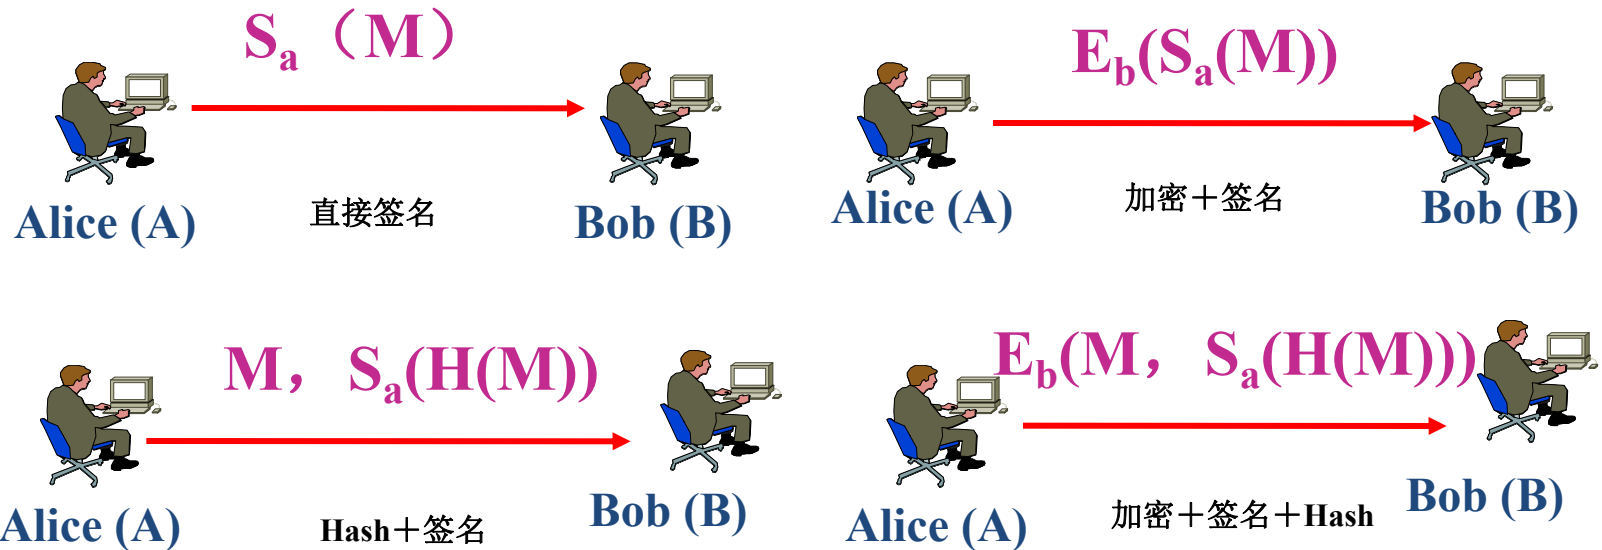 Sa（M）
Eb(Sa(M))
Alice (A)
直接签名
Bob (B)
Alice (A)
加密＋签名
Bob (B)
M， Sa(H(M))
Eb(M， Sa(H(M)))
Alice (A)
Hash＋签名
Bob (B)
Alice (A)
加密＋签名＋Hash
Bob (B)